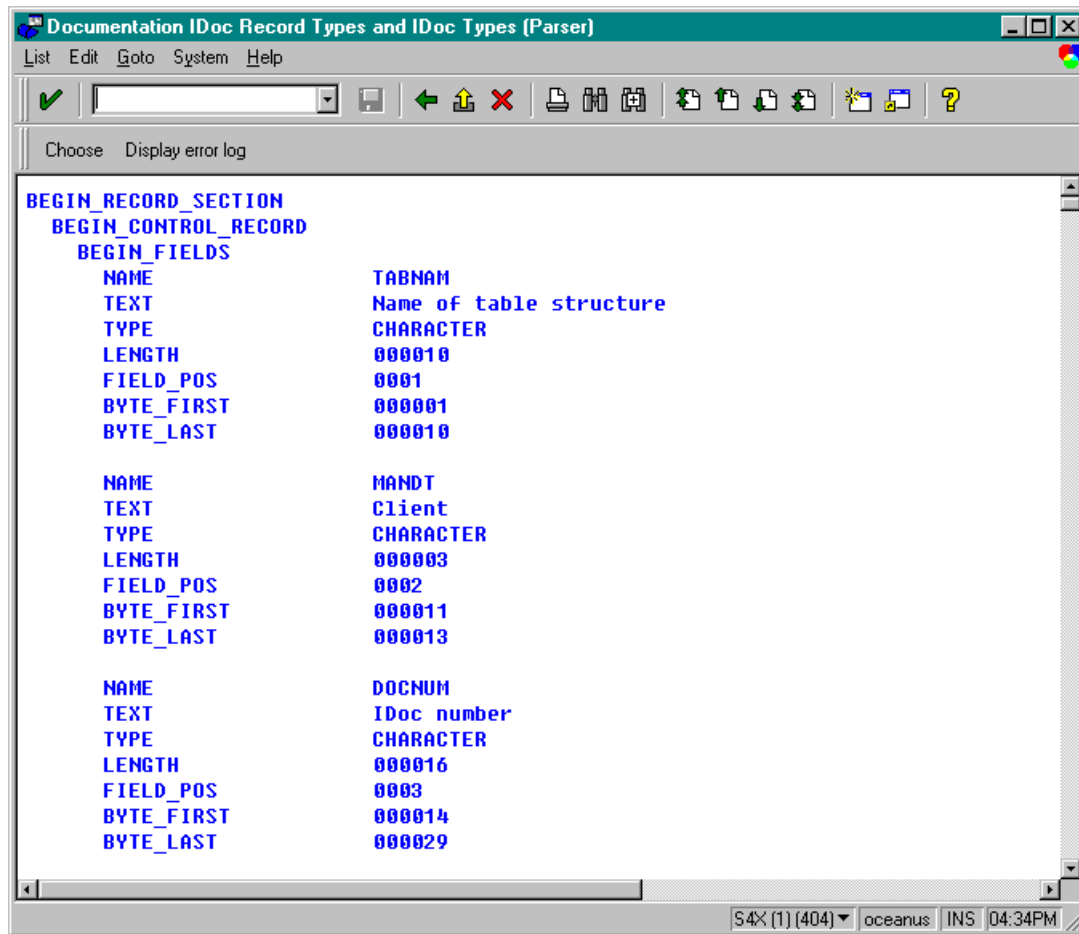 Documentation IDoc Record Types and IDoc Types (Parser)
List Edit Goto System Help
Choose Display error log
BEGIN_RECORD_SECTION
BEGIN_CONTROL_RECORD
BEGIN_FIELDS
NAME TABNAM
TEXT Name of table structure
TYPE CHARACTER
LENGTH 000010
FIELD_POS 0001
BYTE_FIRST 000001
BYTE_LAST 000010
NAME MANDT
TEXT Client
TYPE CHARACTER
LENGTH 000003
FIELD_POS 0002
BYTE_FIRST 000011
BYTE_LAST 000013
NAME DOCNUM
TEXT IDoc number
TYPE CHARACTER
LENGTH 000016
FIELD_POS 0003
BYTE_FIRST 000014
BYTE_LAST 000029
S4X (1) (404) oceanus INS 04:34PM